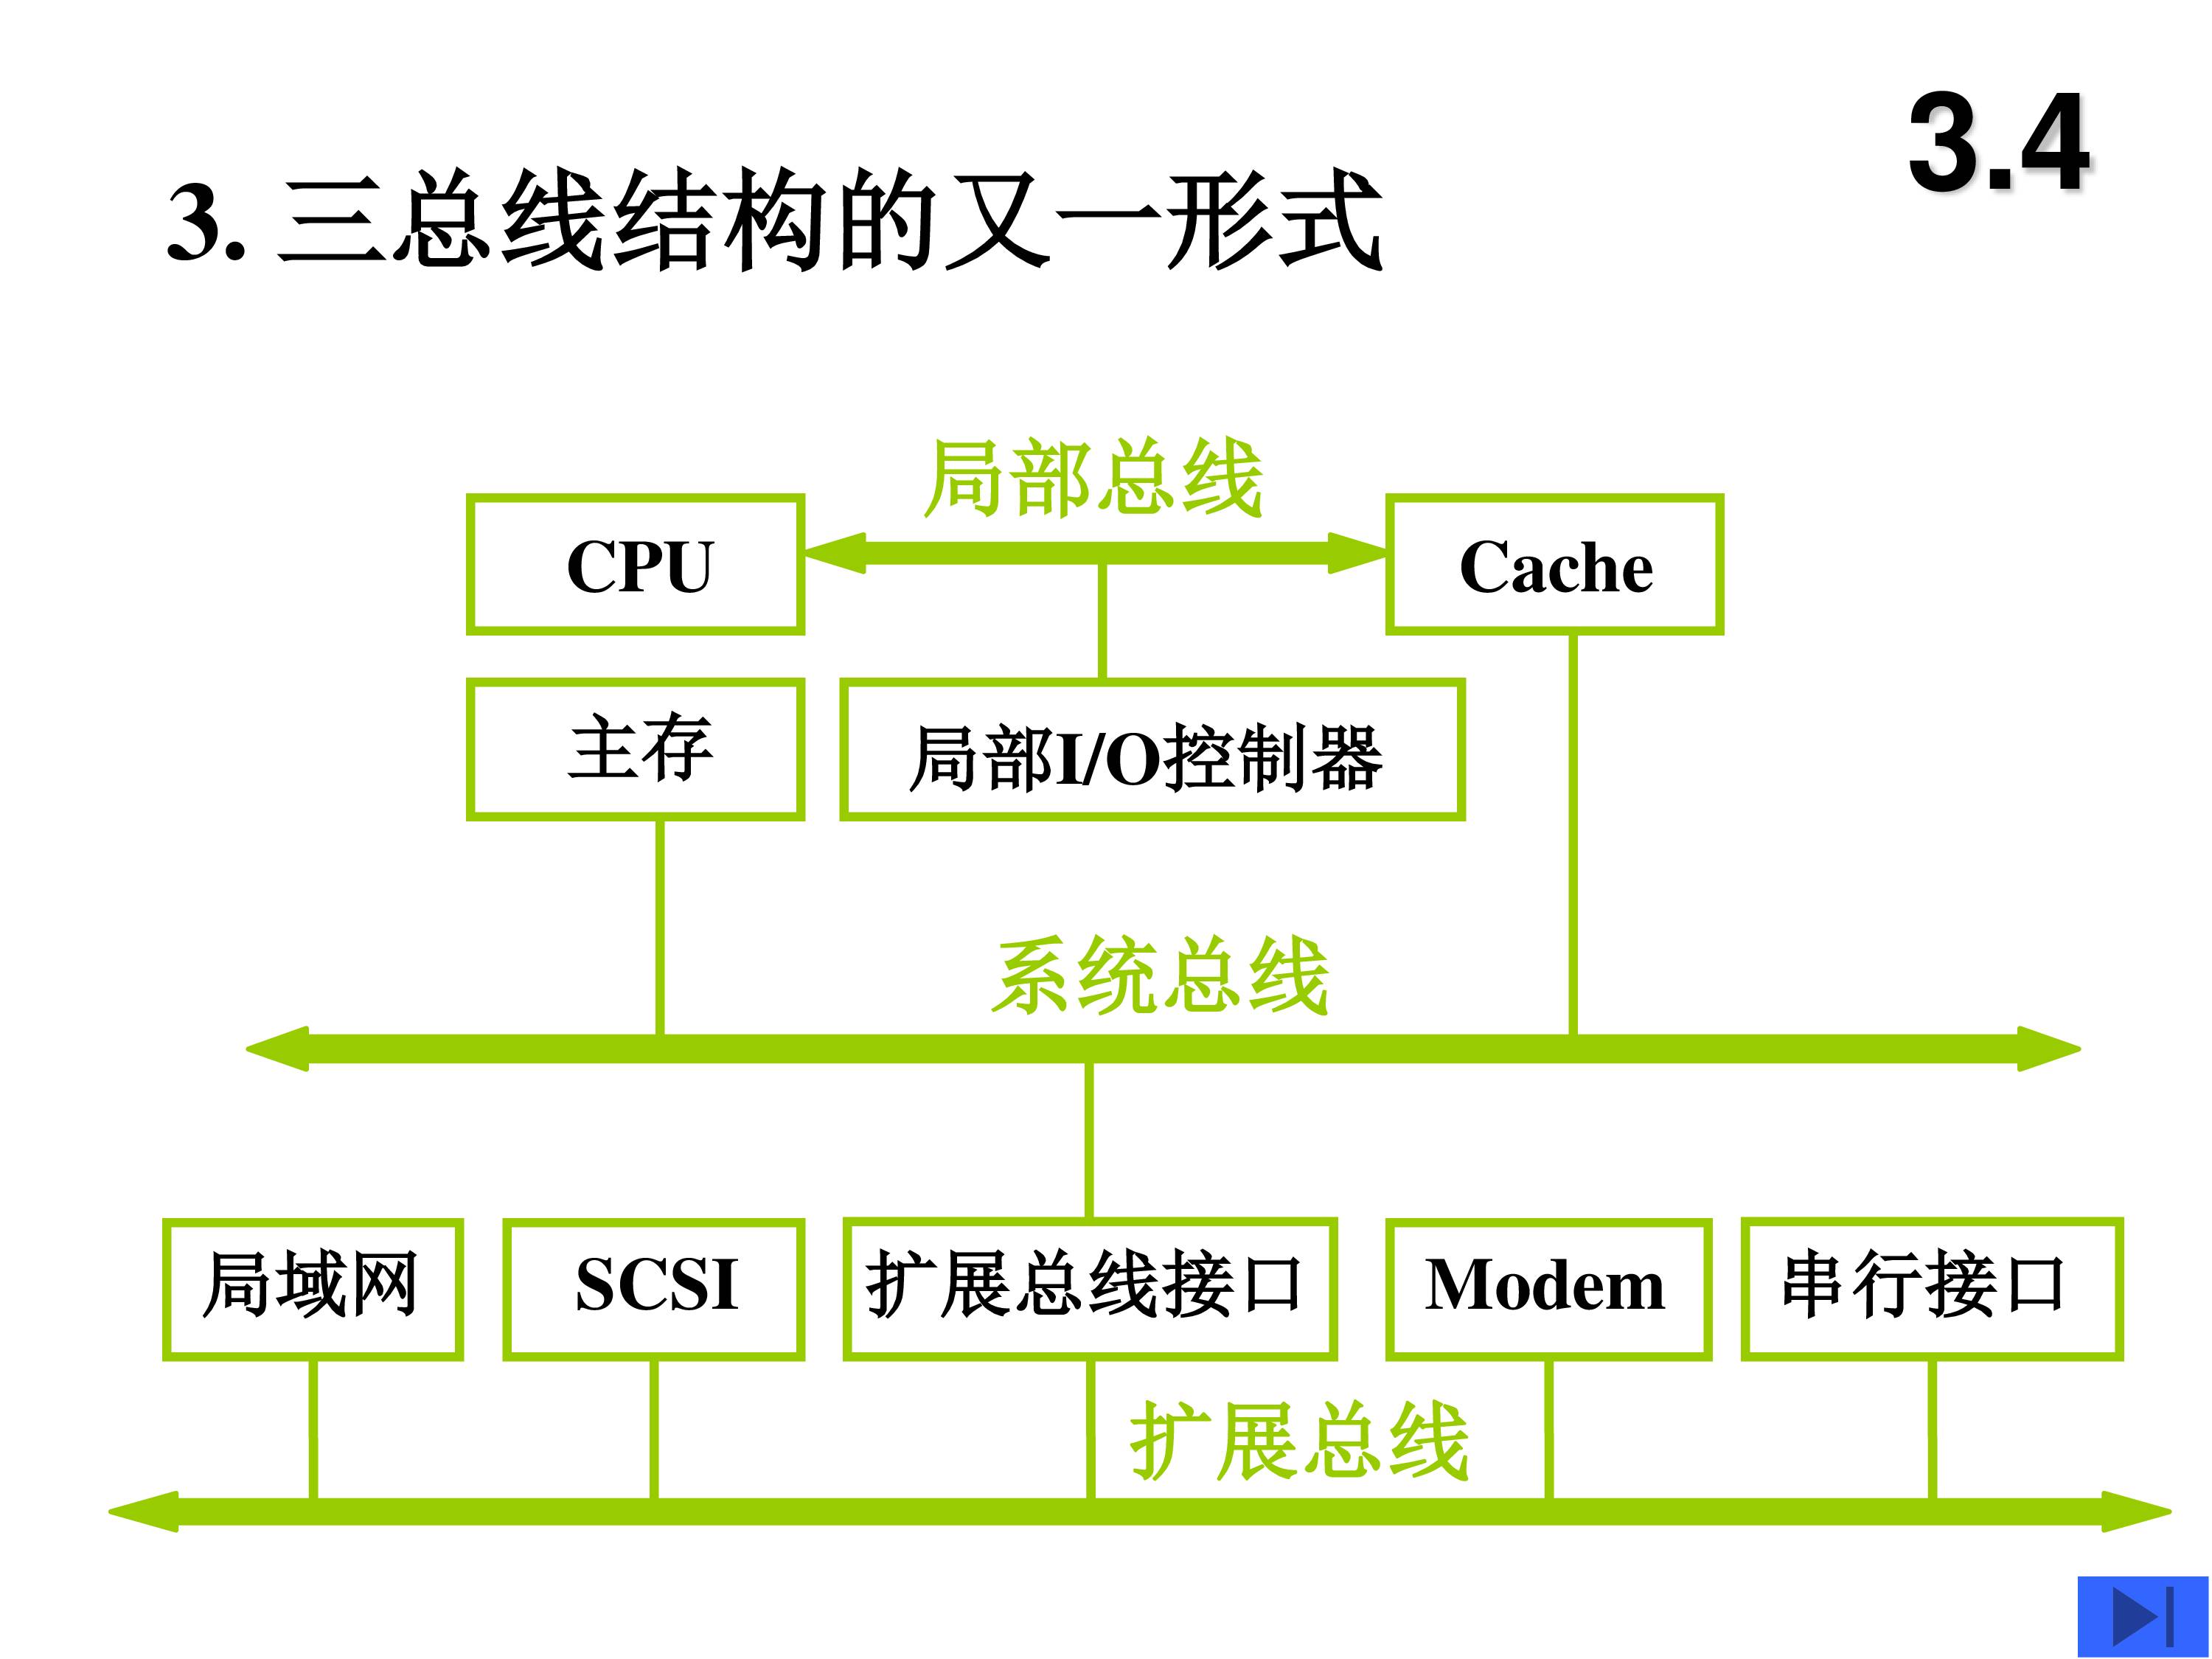 3.4
3. 三总线结构的又一形式
局部总线
CPU
Cache
主存
局部I/O控制器
系统总线
局域网
SCSI
扩展总线接口
Modem
串行接口
扩展总线